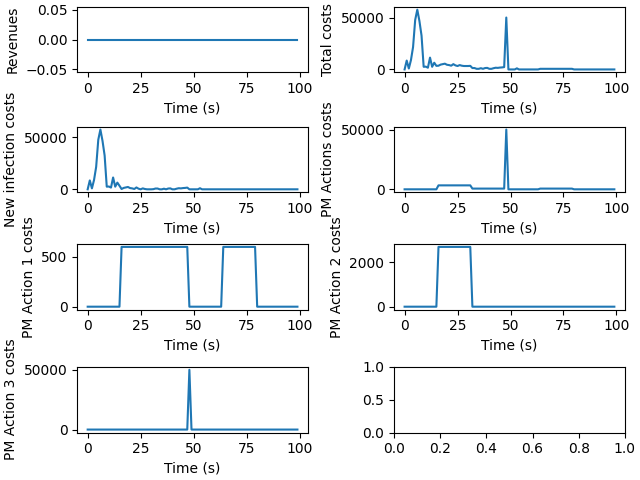 Revenues
0.05
0.00
−0.05
0 25 50 75 100
Time (s)
Total costs
50000
0
0 25 50 75 100
Time (s)
New infection costs
50000
0
0 25 50 75 100
Time (s)
PM Actions costs
50000
0
0 25 50 75 100
Time (s)
PM Action 1 costs
500
0
0 25 50 75 100
Time (s)
PM Action 2 costs
2000
0
0 25 50 75 100
Time (s)
PM Action 3 costs
50000
0
0 25 50 75 100
Time (s)
1.0
0.5
0.0
0.0 0.2 0.4 0.6 0.8 1.0